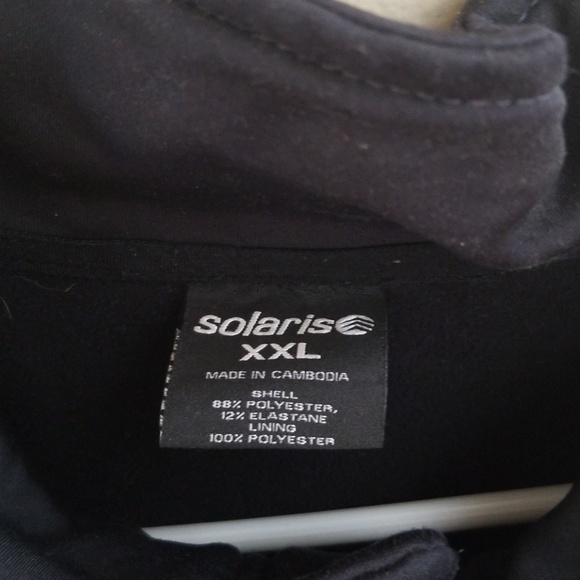 solaris
XXL
MADE IN CAMBODIA
SHELL
88% POLYESTER,
12% ELASTANE
LINING
100% POLYESTER